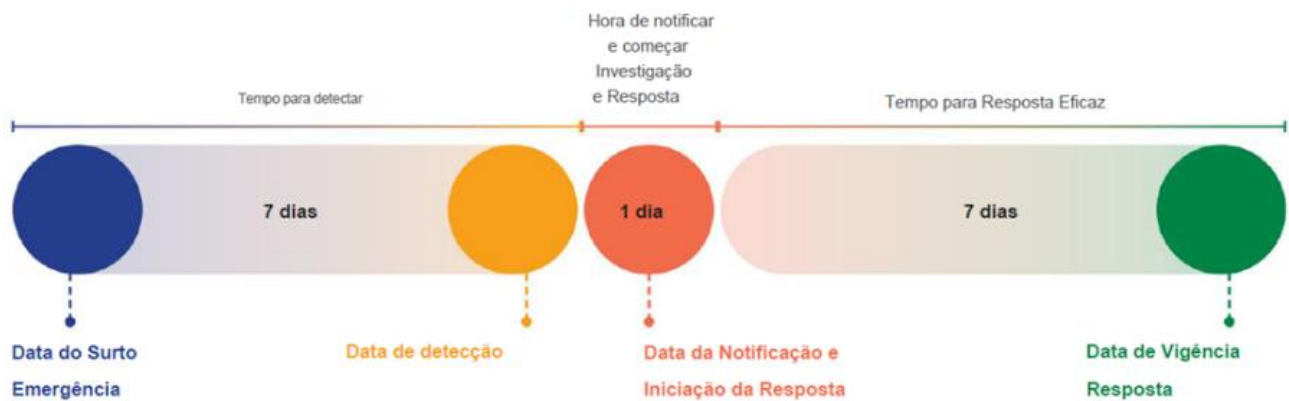 Hora de notificar
e começar
Investigação
e Resposta
Tempo para detectar
Tempo para Resposta Eficaz
7 dias
1 dia
7 dias
Data do Surto
Emergência
Data de detecção
Data da Notificação e
Iniciação da Resposta
Data de Vigência
Resposta